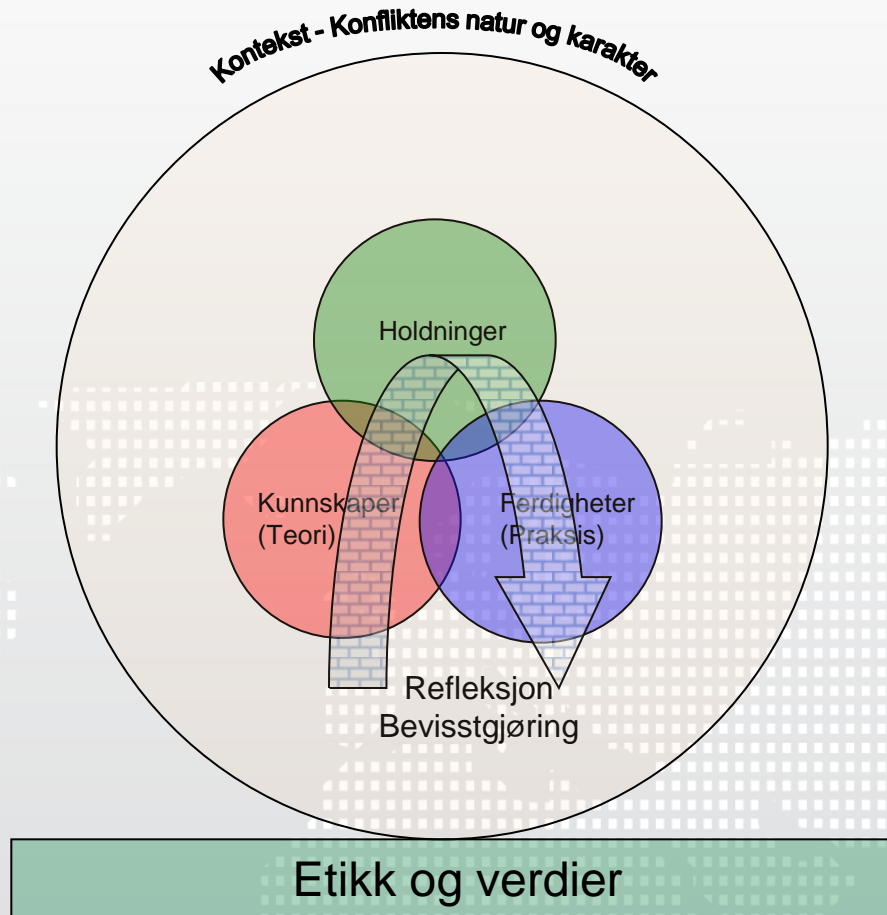 Kontekst - Konfliktens natur og karakter
Holdninger
Kunnskaper
(Teori)
Ferdigheter
(Praksis)
Refleksjon
Bevisstgjøring
Etikk og verdier